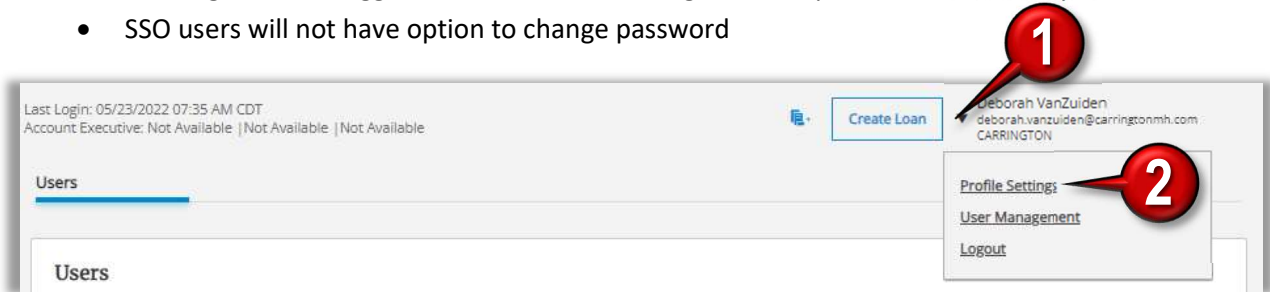 • SSO users will not have option to change password
1
Last Login: 05/23/2022 07:35 AM CDT
Account Executive: Not Available |Not Available |Not Available
Create Loan
Deborah VanZuiden
deborah.vanzuiden@carringtonmh.com
CARRINGTON
Users
Profile Settings
2
User Management
Logout
Users